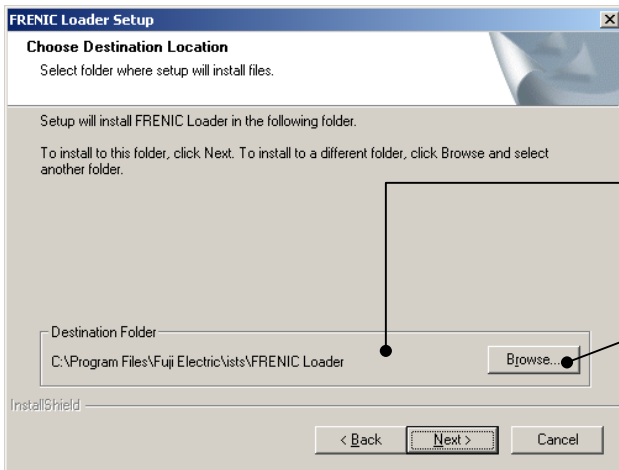 FRENIC Loader Setup
Choose Destination Location
Select folder where setup will install files.
Setup will install FRENIC Loader in the following folder.
To install to this folder, click Next. To install to a different folder, click Browse and select
another folder.
Destination Folder
C:\Program Files\Fuji Electric\ists\FRENIC Loader
Browse...
InstallShield
< Back
Next >
Cancel